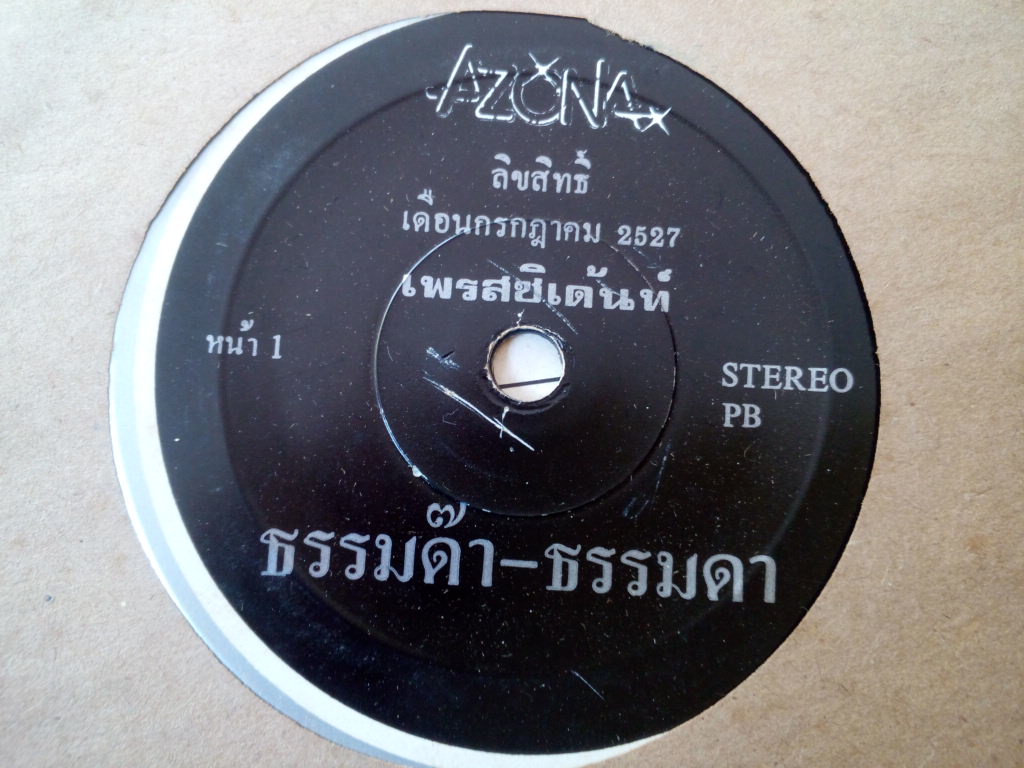 AZONA
ลิขสิทธิ์
เดือนกรกฎาคม 2527
เพรสซิเด้นท์
หน้า 1
STEREO
PB
ธรรมด๊า-ธรรมดา